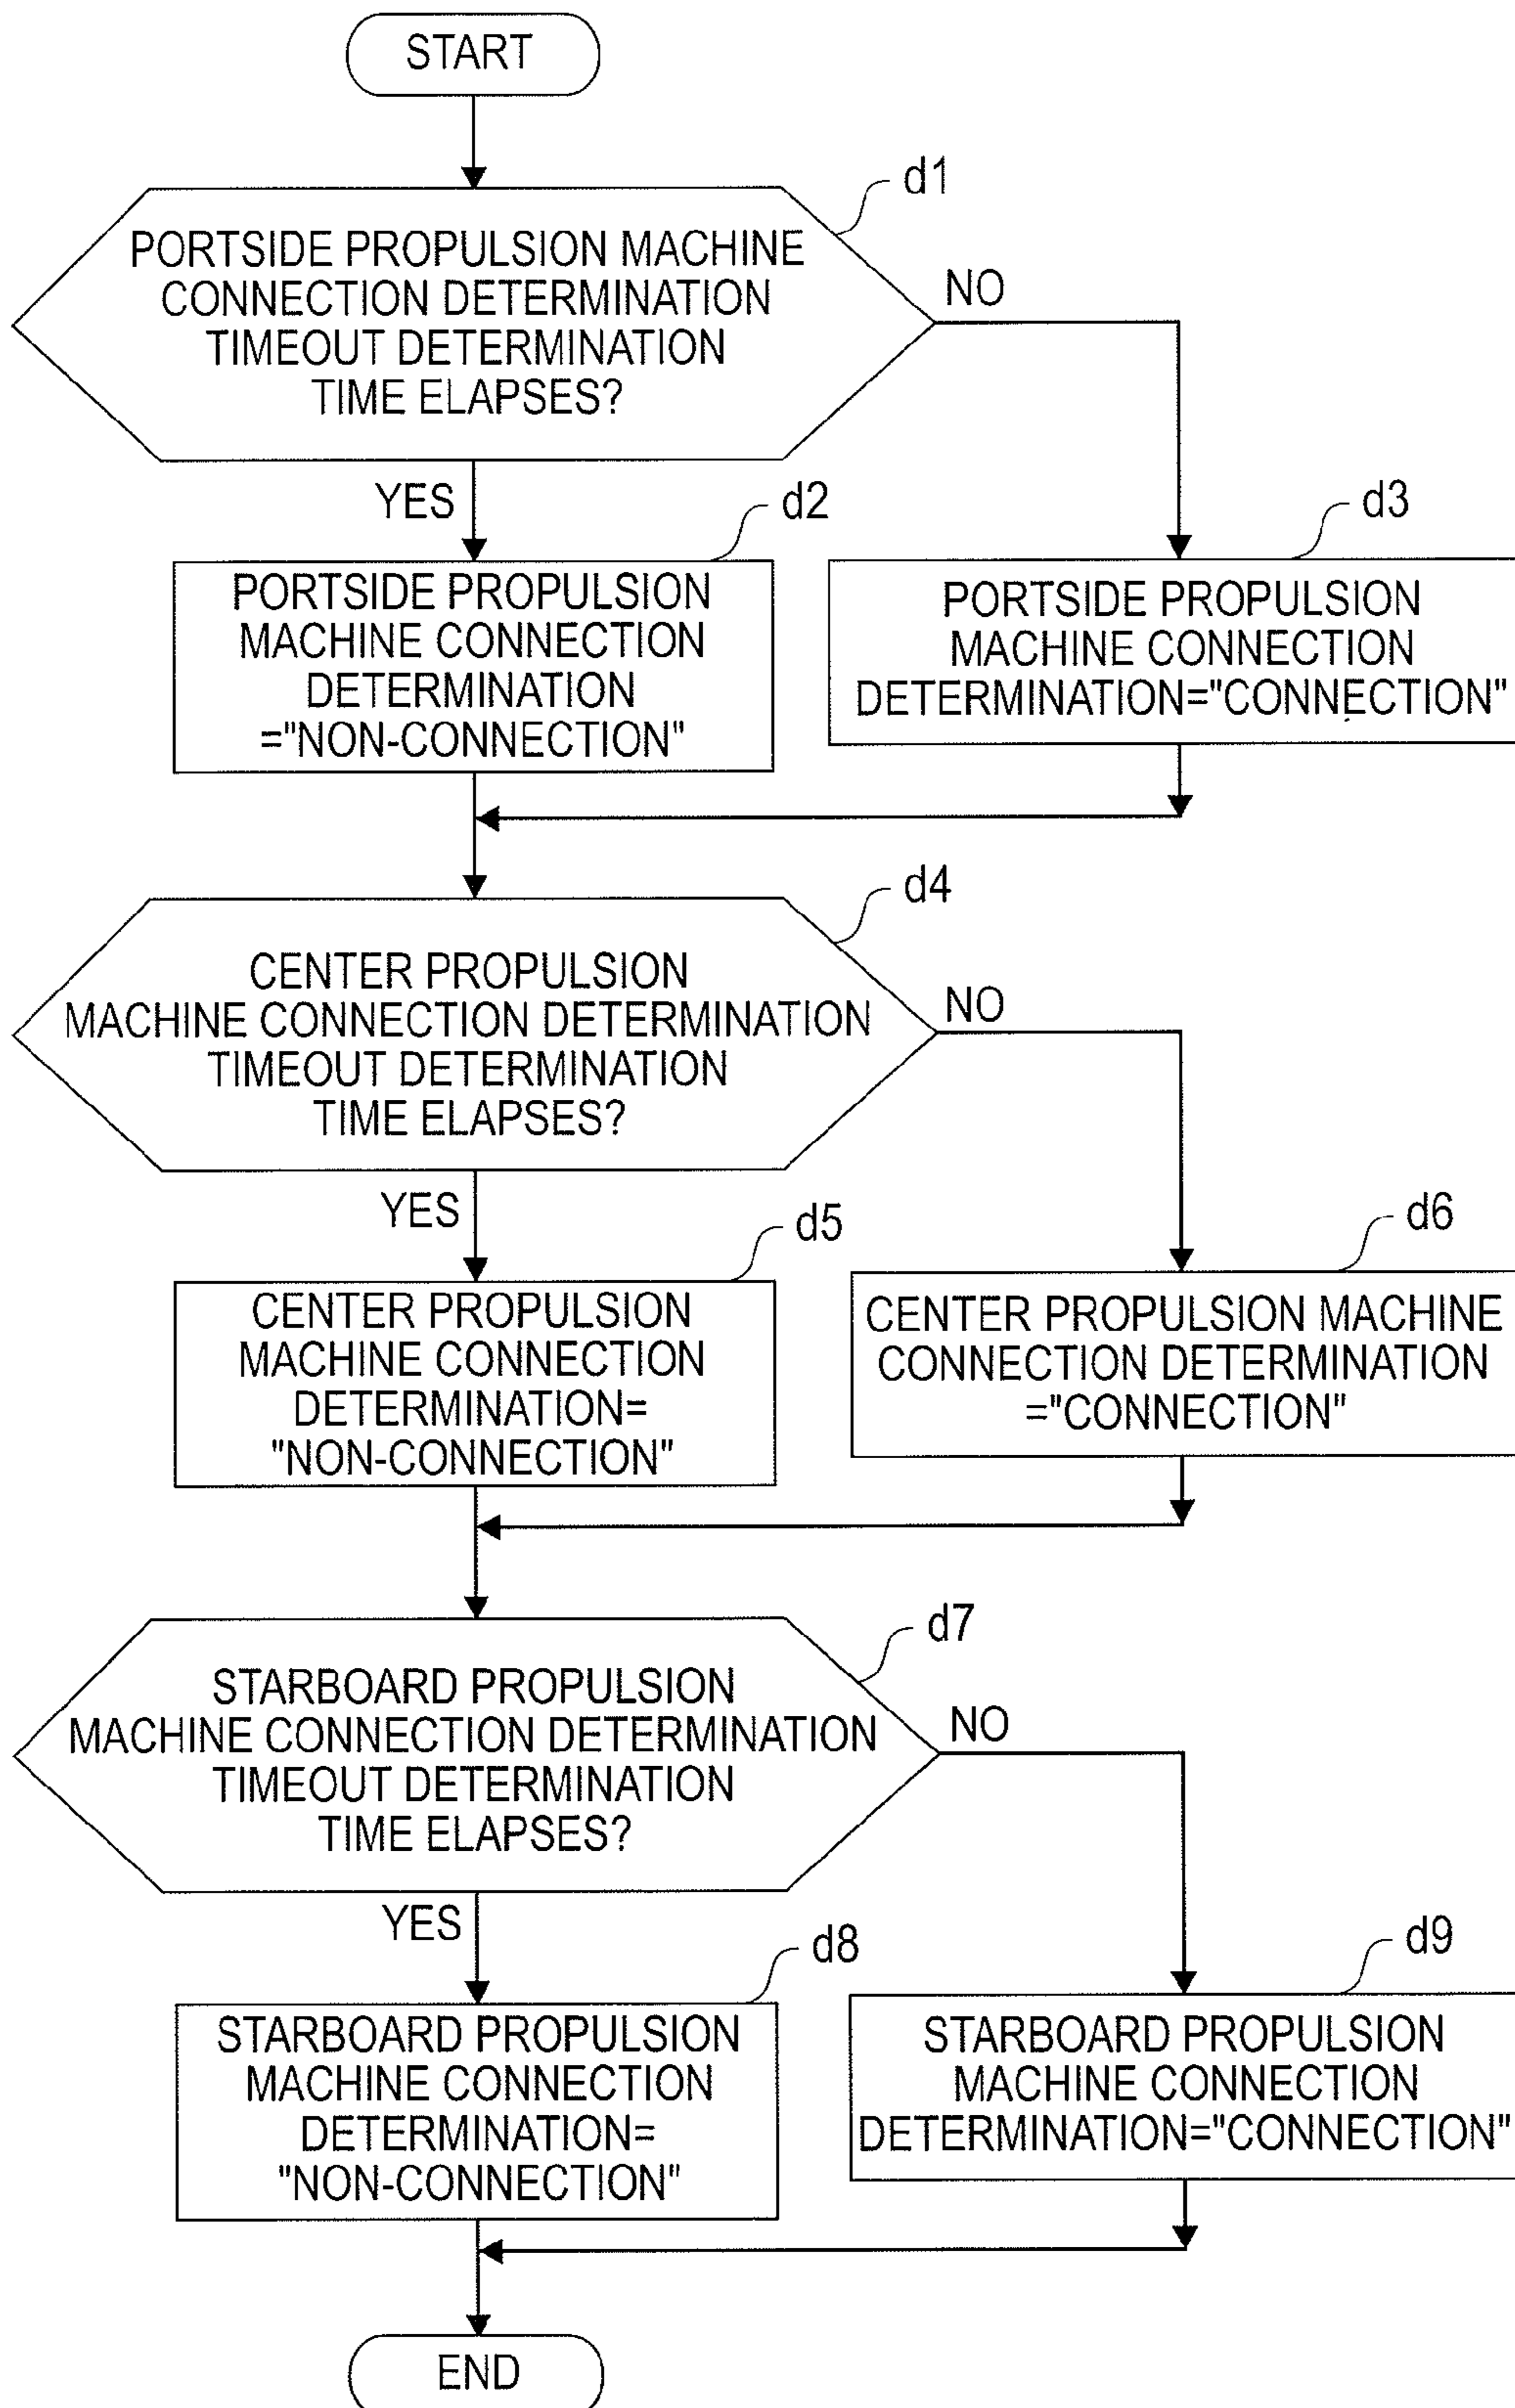 START
d1
PORTSIDE PROPULSION MACHINE
CONNECTION DETERMINATION
TIMEOUT DETERMINATION
TIME ELAPSES?
NO
YES
d2
PORTSIDE PROPULSION
MACHINE CONNECTION
DETERMINATION
="NON-CONNECTION"
d3
PORTSIDE PROPULSION
MACHINE CONNECTION
DETERMINATION="CONNECTION"
d4
CENTER PROPULSION
MACHINE CONNECTION DETERMINATION
TIMEOUT DETERMINATION
TIME ELAPSES?
NO
YES
d5
CENTER PROPULSION
MACHINE CONNECTION
DETERMINATION=
"NON-CONNECTION"
d6
CENTER PROPULSION MACHINE
CONNECTION DETERMINATION
="CONNECTION"
d7
STARBOARD PROPULSION
MACHINE CONNECTION DETERMINATION
TIMEOUT DETERMINATION
TIME ELAPSES?
NO
YES
d8
STARBOARD PROPULSION
MACHINE CONNECTION
DETERMINATION=
"NON-CONNECTION"
d9
STARBOARD PROPULSION
MACHINE CONNECTION
DETERMINATION="CONNECTION"
END